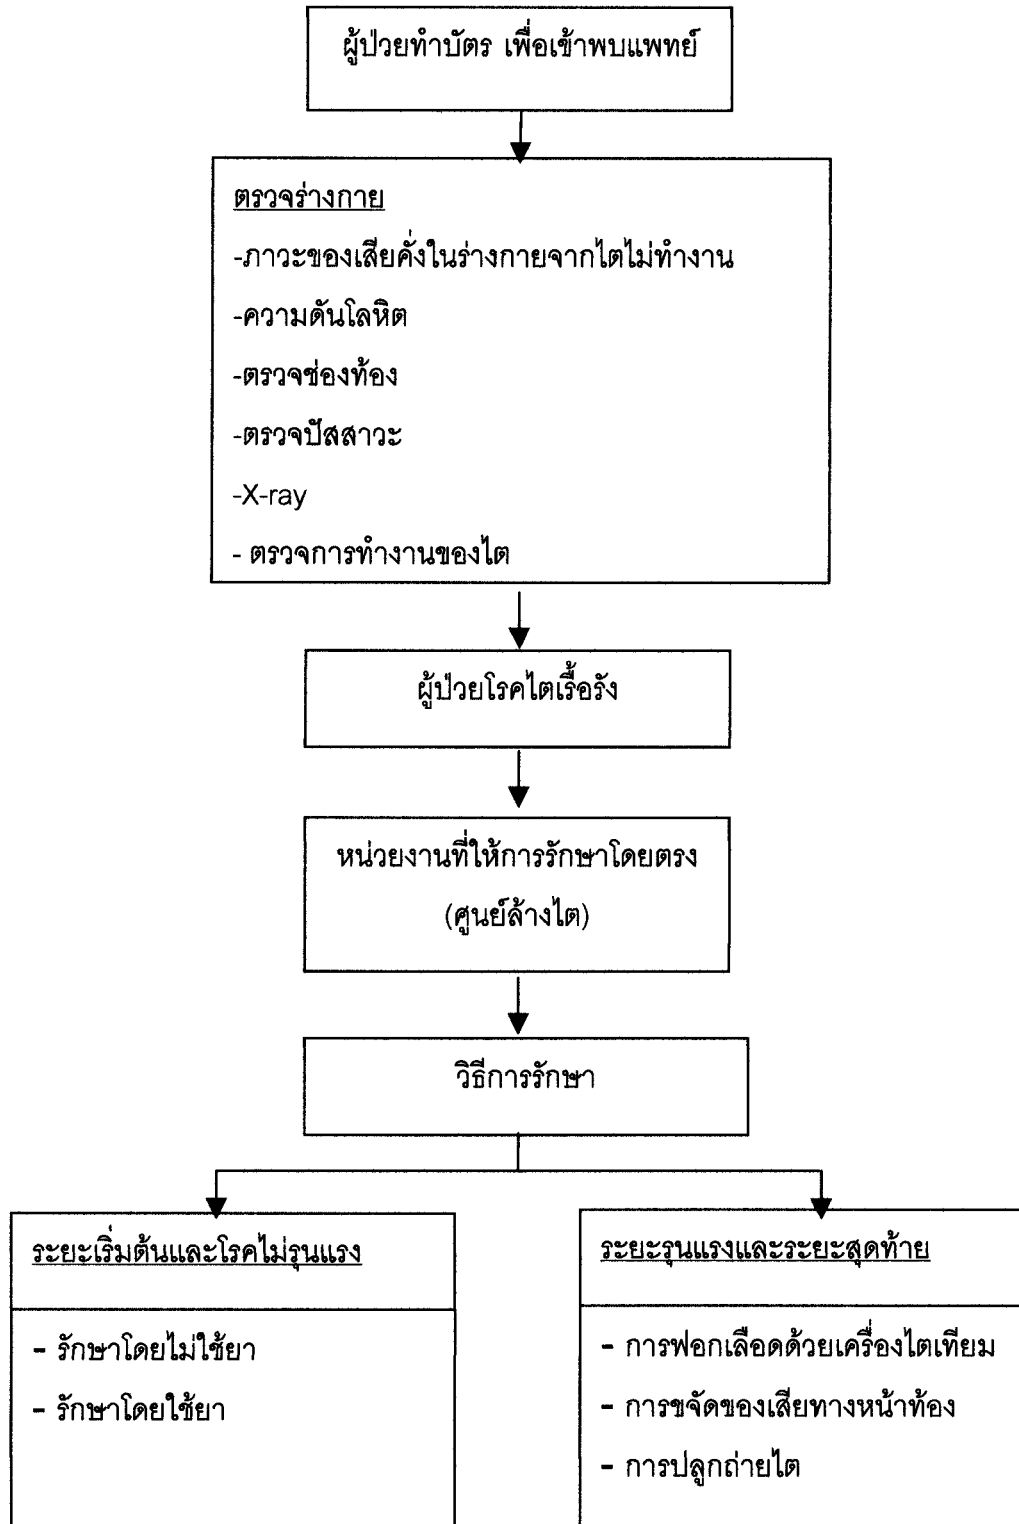 ผู้ป่วยทำบัตร เพื่อเข้าพบแพทย์
ตรวจร่างกาย
-ภาวะของเสียคั่งในร่างกายจากไตไม่ทำงาน
-ความดันโลหิต
-ตรวจช่องท้อง
-ตรวจปัสสาวะ
-X-ray
- ตรวจการทำงานของไต
ผู้ป่วยโรคไตเรื้อรัง
หน่วยงานที่ให้การรักษาโดยตรง
(ศูนย์ล้างไต)
วิธีการรักษา
ระยะเริ่มต้นและโรคไม่รุนแรง
- รักษาโดยไม่ใช้ยา
- รักษาโดยใช้ยา
ระยะรุนแรงและระยะสุดท้าย
- การฟอกเลือดด้วยเครื่องไตเทียม
- การขจัดของเสียทางหน้าท้อง
- การปลูกถ่ายไต